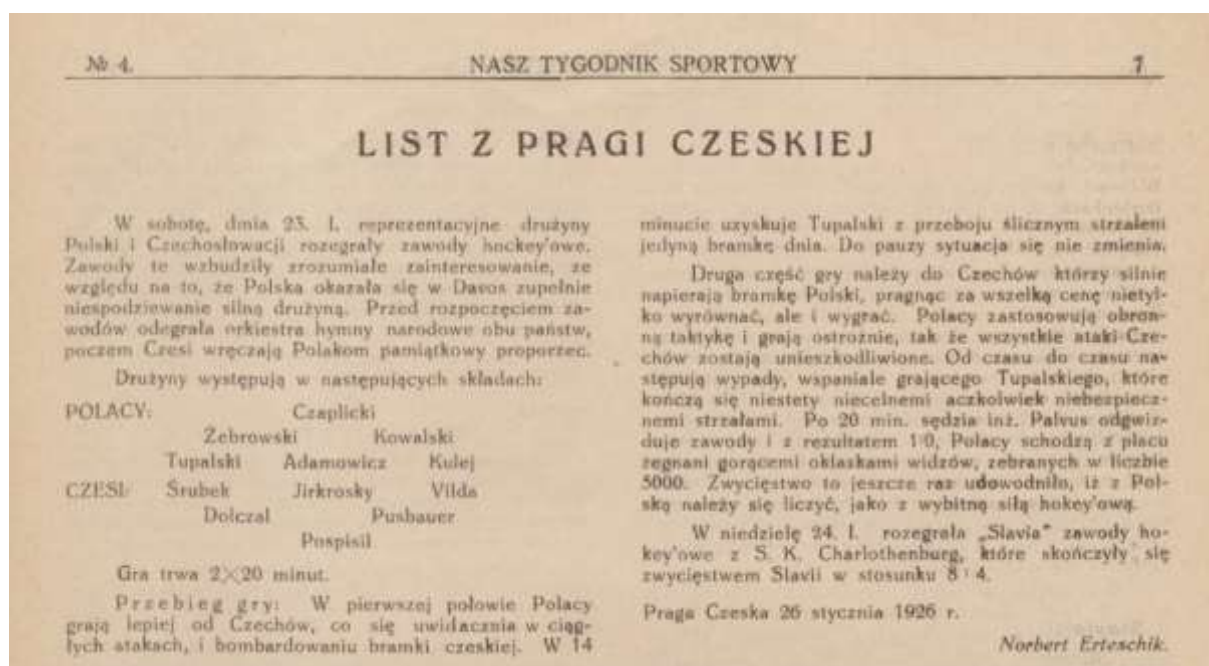 № 4.
NASZ TYGODNIK SPORTOWY
7
LIST Z PRAGI CZESKIEJ
W sobotę, dnia 23. I. reprezentacyjne drużyny
Polski i Czechosłowacji rozegrały zawody hockey'owe.
Zawody te wzbudziły zrozumiałe zainteresowanie, ze
względu na to, że Polska okazała się w Davos zupełnie
niespodziewanie silną drużyną. Przed rozpoczęciem za-
wodów odegrała orkiestra hymny narodowe obu państw,
poczem Czesi wręczają Polakom pamiątkowy proporzec.
Drużyny występują w następujących składach:
POLACY: Czaplicki
Żebrowski Kowalski
Tupalski Adamowicz Kulej
CZESI: Śrubek Jirkrosky Vilda
Dolczal Pusbauer
Pospisil
Gra trwa 2×20 minut.
Przebieg gry: W pierwszej połowie Polacy
grają lepiej od Czechów, co się uwidacznia w ciąg-
łych atakach, i bombardowaniu bramki czeskiej. W 14
minucie uzyskuje Tupalski z przeboju ślicznym strzałem
jedyną bramkę dnia. Do pauzy sytuacja się nie zmienia.
Druga część gry należy do Czechów którzy silnie
napierają bramkę Polski, pragnąc za wszelką cenę nietyl-
ko wyrównać, ale i wygrać. Polacy zastosowują obron-
ną taktykę i grają ostrożnie, tak że wszystkie ataki Cze-
chów zostają unieszkodliwione. Od czasu do czasu na-
stępują wypady, wspaniale grającego Tupalskiego, które
kończą się niestety niecelnemi aczkolwiek niebezpiecz-
nemi strzałami. Po 20 min. sędzia inż. Palvus odgwiz-
duje zawody i z rezultatem 1:0, Polacy schodzą z placu
żegnani gorącemi oklaskami widzów, zebranych w liczbie
5000. Zwycięstwo to jeszcze raz udowodniło, iż z Pol-
ską należy się liczyć, jako z wybitną siłą hokey'ową.
W niedzielę 24. I. rozegrała „Slavia" zawody ho-
key'owe z S. K. Charlothenburg, które skończyły się
zwycięstwem Slavii w stosunku 8:4.
Praga Czeska 26 stycznia 1926 r.
Norbert Erteschik.